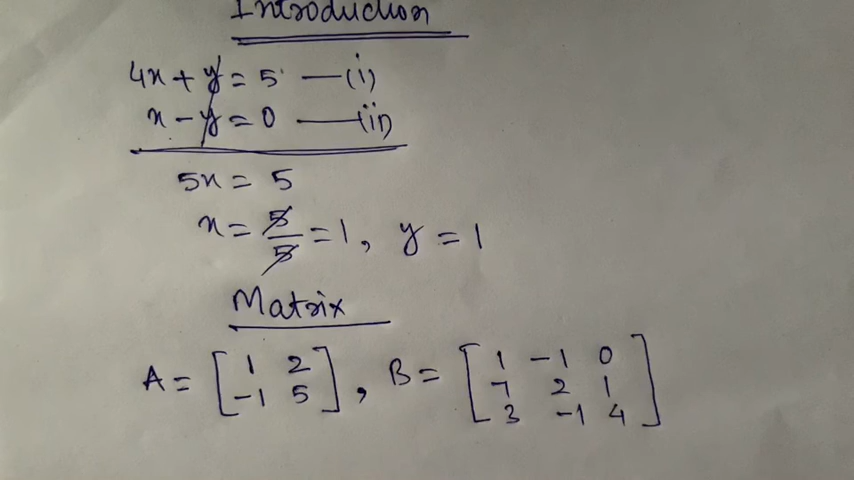 Introduction
4x + y = 5 —(i)
x - y = 0 —(ii)
5x = 5
x = 5/5 = 1, y = 1
Matrix
A = [1 2
-1 5], B = [1 -1 0
7 2 1
3 -1 4]